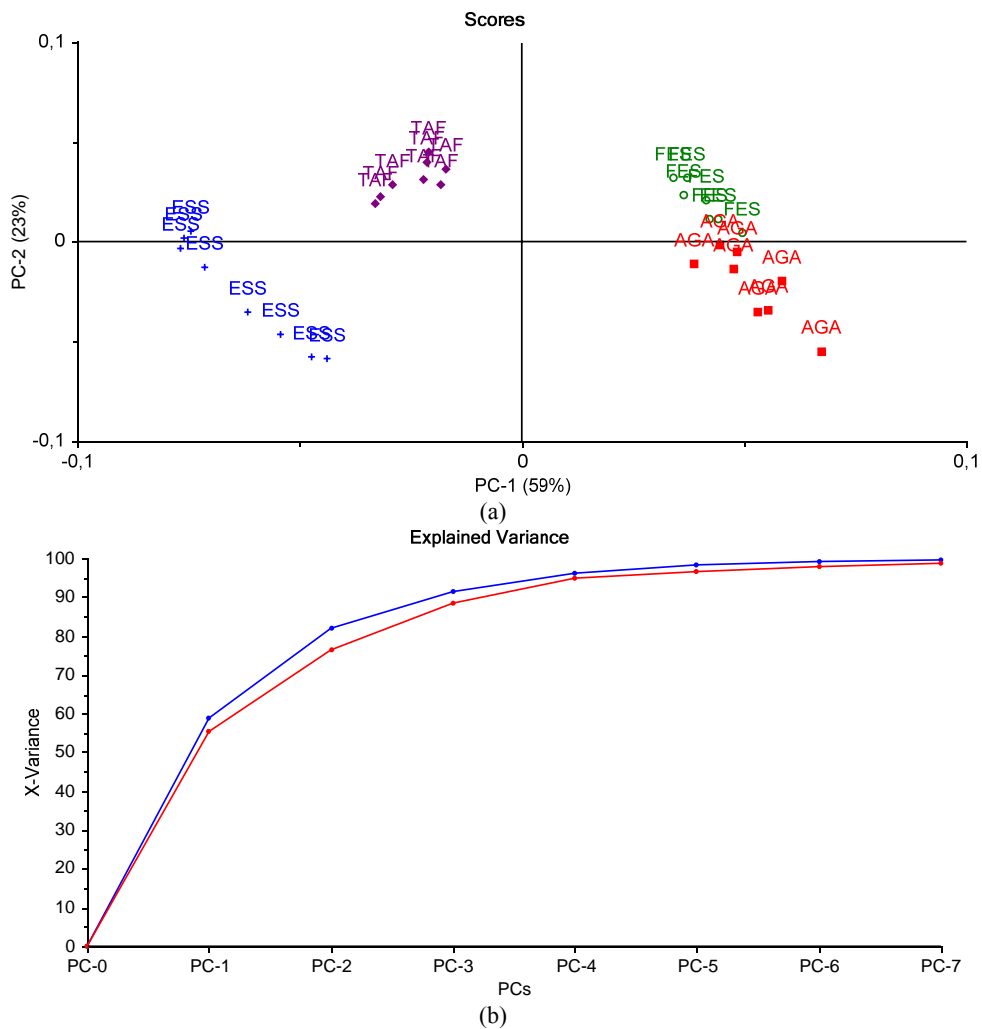 Scores
0,1
TAF
TAF
TAF
TAF
TAF
TAF
TAF
TAF
FES
FES
FES
FES
FES
FES
FES
ESS
ESS
ESS
ESS
AGA
AGA
AGA
AGA
0
AGA
ESS
AGA
AGA
ESS
ESS
ESS
AGA
PC-2 (23%)
-0,1
-0,1
0
0,1
PC-1 (59%)
(a)
Explained Variance
100
90
80
70
60
50
40
30
20
10
0
X-Variance
PC-0
PC-1
PC-2
PC-3
PC-4
PC-5
PC-6
PC-7
PCs
(b)